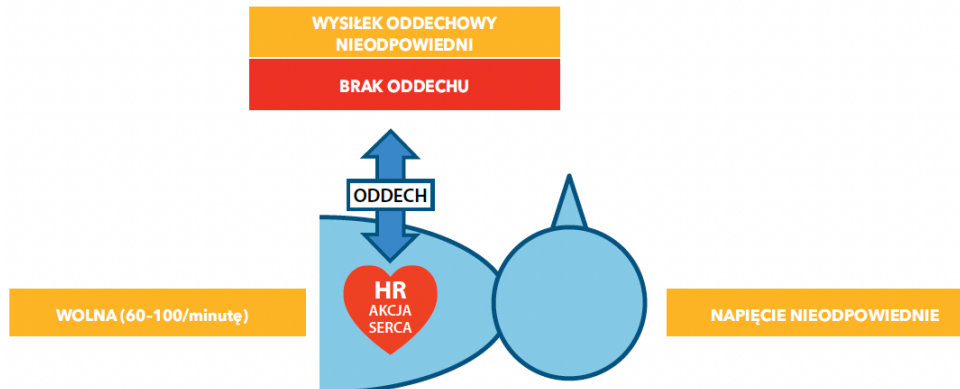 WYSIŁEK ODDECHOWY
NIEODPOWIEDNI
BRAK ODDECHU
ODDECH
HR
AKCJA
SERCA
WOLNA (60–100/minutę)
NAPIĘCIE NIEODPOWIEDNIE